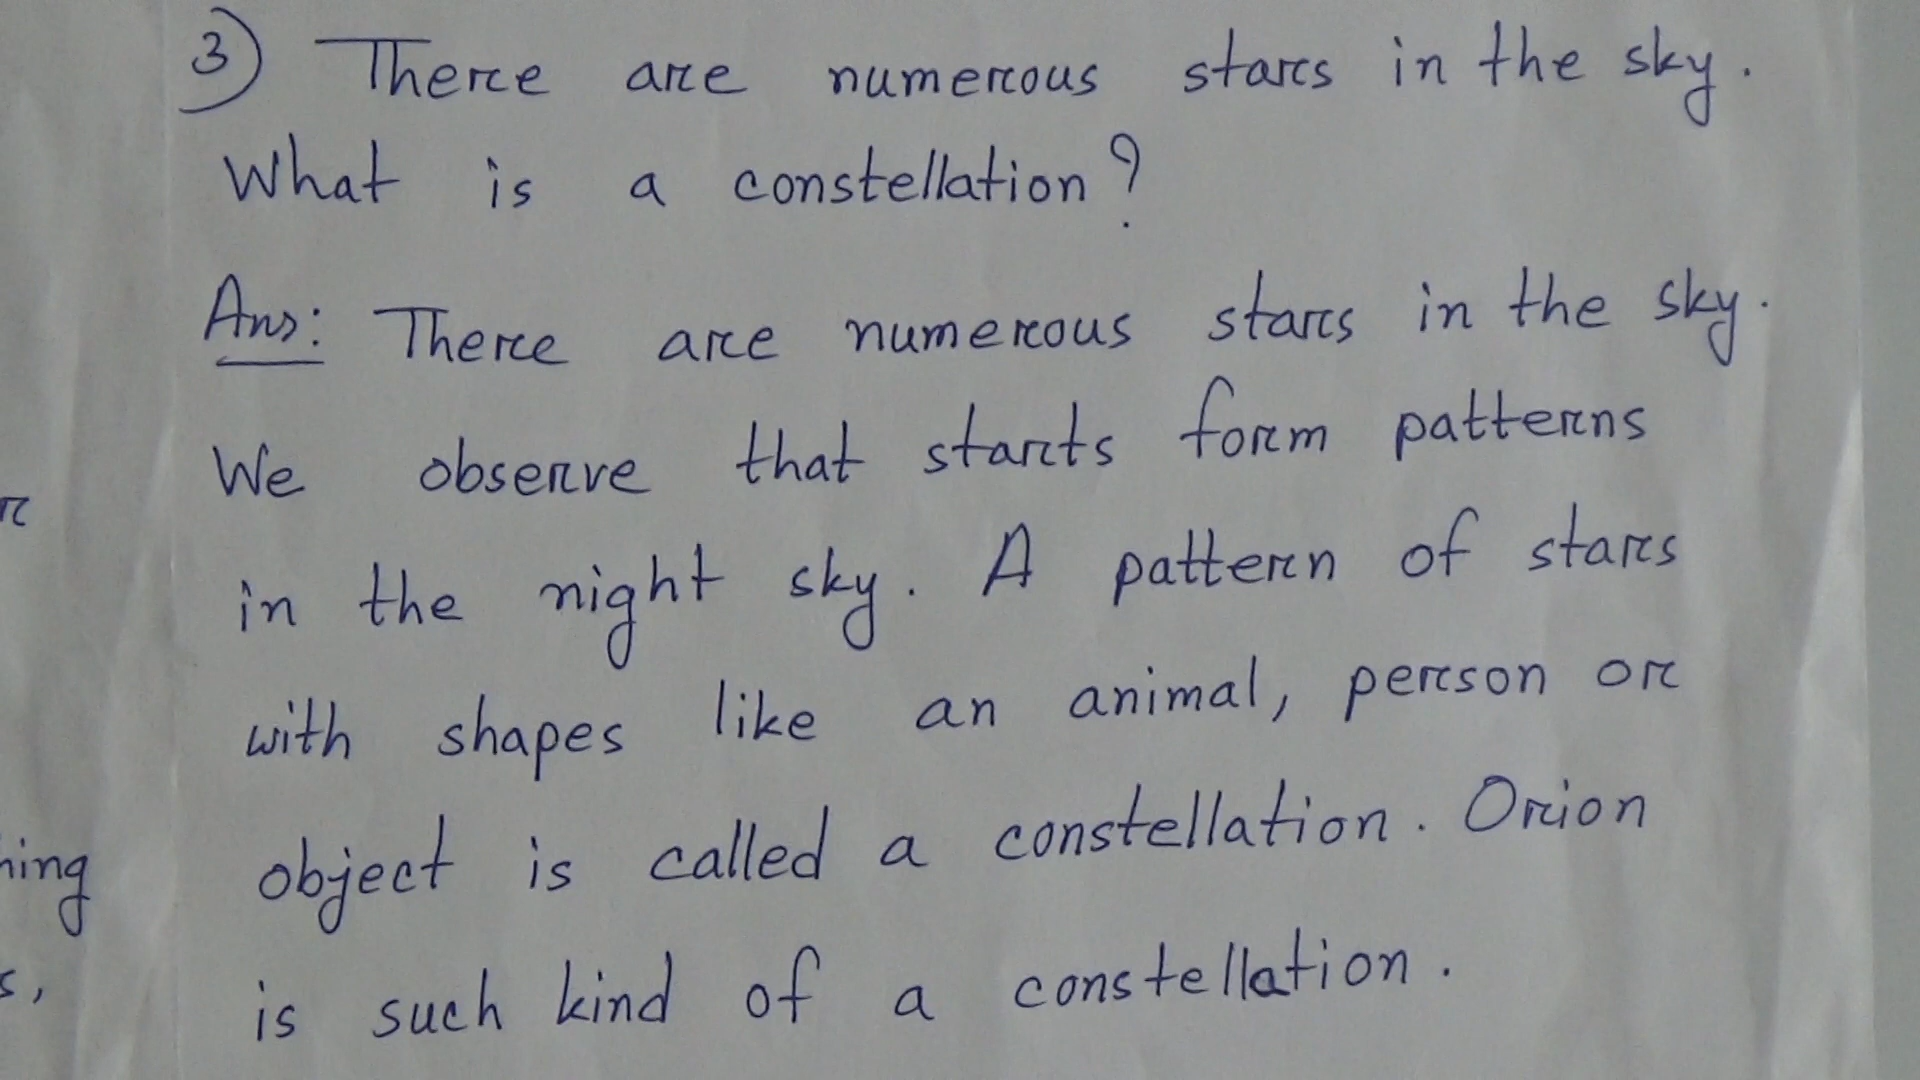 3) There are numerous stars in the sky.
What is a constellation?
Ans: There are numerous stars in the sky.
We observe that starts form patterns
in the night sky. A pattern of stars
with shapes like an animal, person or
object is called a constellation. Orion
is such kind of a constellation.